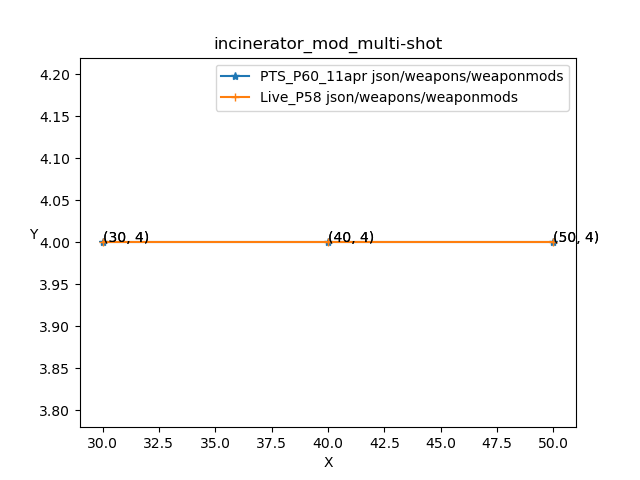 incinerator_mod_multi-shot
PTS_P60_11apr json/weapons/weaponmods
Live_P58 json/weapons/weaponmods
4.20
4.15
4.10
4.05
Y 4.00
(30, 4) (40, 4) (50, 4)
3.95
3.90
3.85
3.80
30.0 32.5 35.0 37.5 40.0 42.5 45.0 47.5 50.0
X